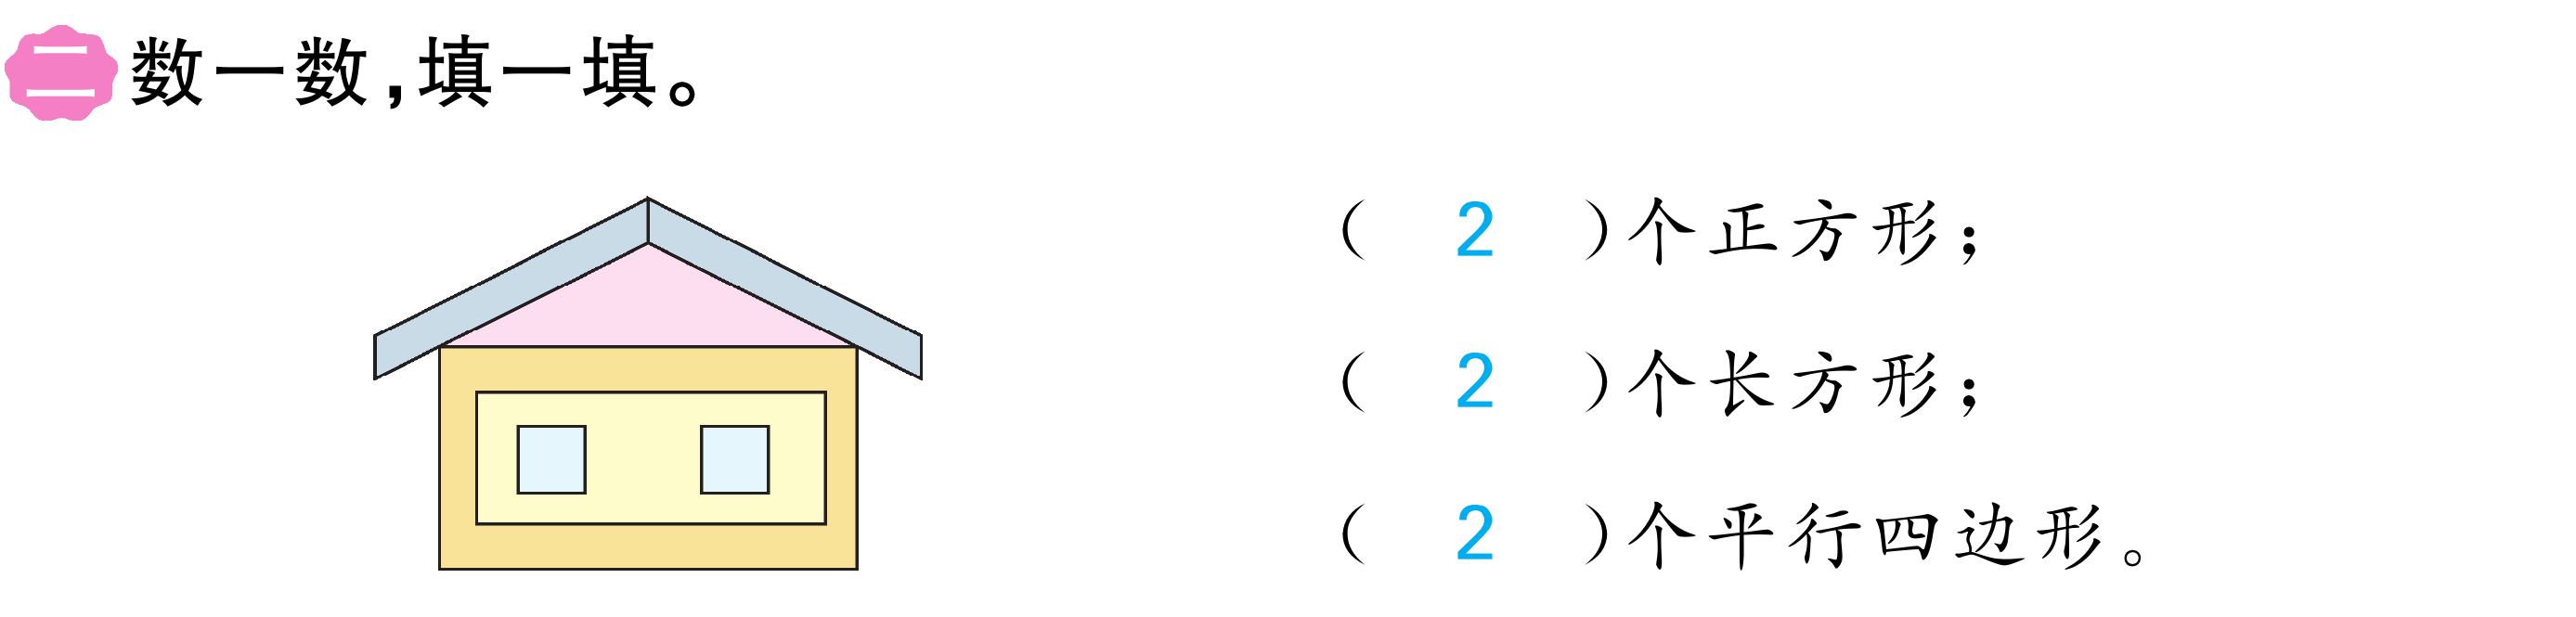 二 数一数,填一填。
( 2 )个正方形;
( 2 )个长方形;
( 2 )个平行四边形。